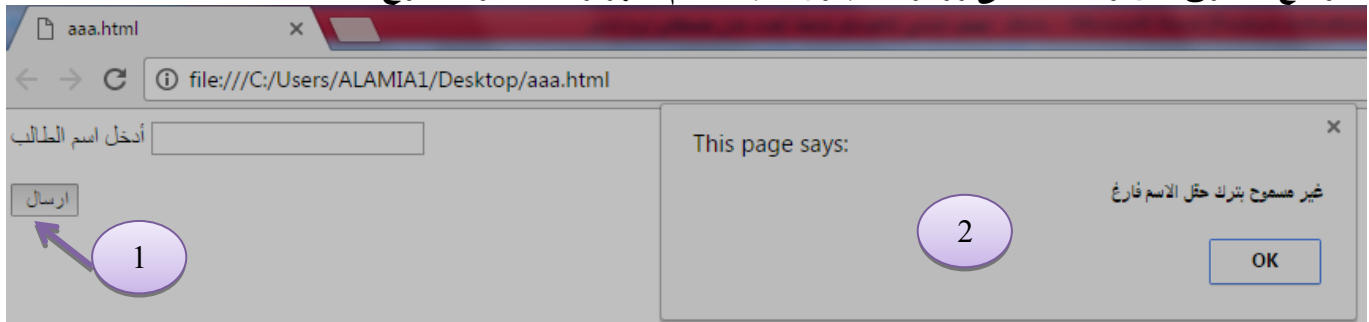 aaa.html
file:///C:/Users/ALAMIA1/Desktop/aaa.html
أدخل اسم الطالب
This page says:
غير مسموح بترك حقل الاسم فارغ
ارسال
2
1
OK